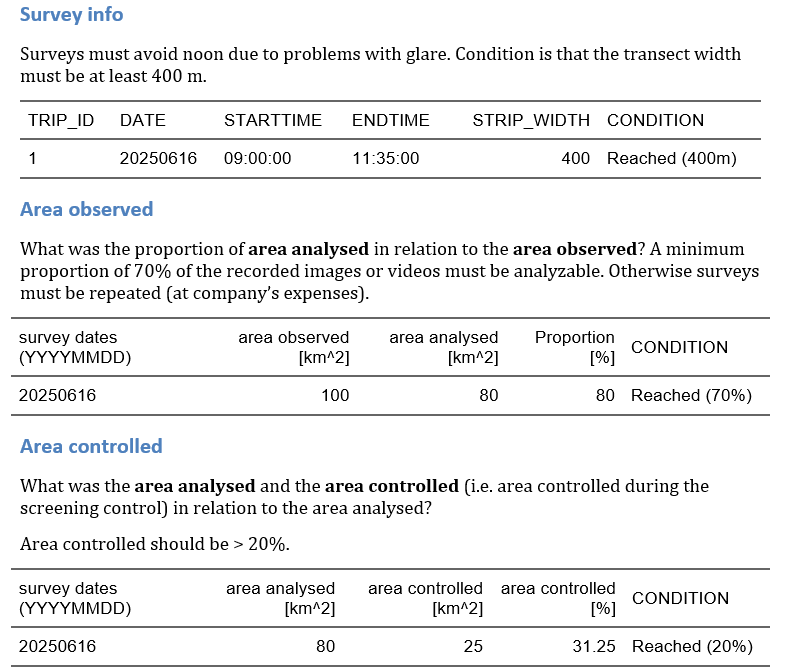 Survey info
Surveys must avoid noon due to problems with glare. Condition is that the transect width
must be at least 400 m.
TRIP_ID DATE STARTTIME ENDTIME STRIP_WIDTH CONDITION
1 20250616 09:00:00 11:35:00 400 Reached (400m)
Area observed
What was the proportion of area analysed in relation to the area observed? A minimum
proportion of 70% of the recorded images or videos must be analyzable. Otherwise surveys
must be repeated (at company's expenses).
survey dates area observed area analysed Proportion CONDITION
(YYYYMMDD) [km^2] [km^2] [%]
20250616 100 80 80 Reached (70%)
Area controlled
What was the area analysed and the area controlled (i.e. area controlled during the
screening control) in relation to the area analysed?
Area controlled should be > 20%.
survey dates area analysed area controlled area controlled CONDITION
(YYYYMMDD) [km^2] [km^2] [%]
20250616 80 25 31.25 Reached (20%)